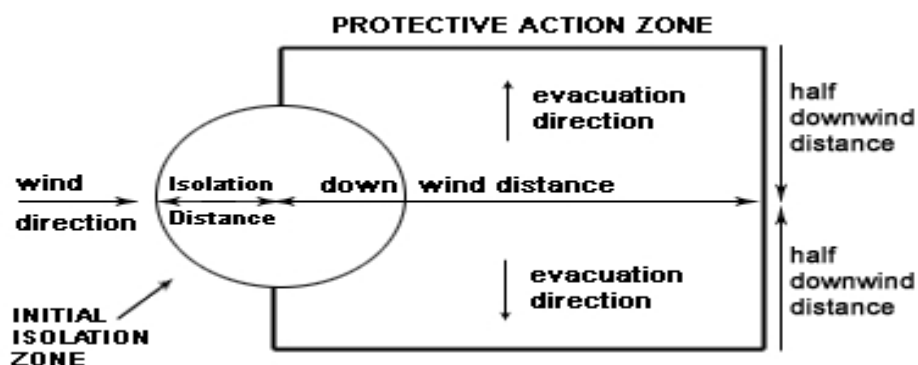 PROTECTIVE ACTION ZONE
evacuation
direction
half
downwind
distance
wind
direction
Isolation
Distance
down wind distance
evacuation
direction
half
downwind
distance
INITIAL
ISOLATION
ZONE